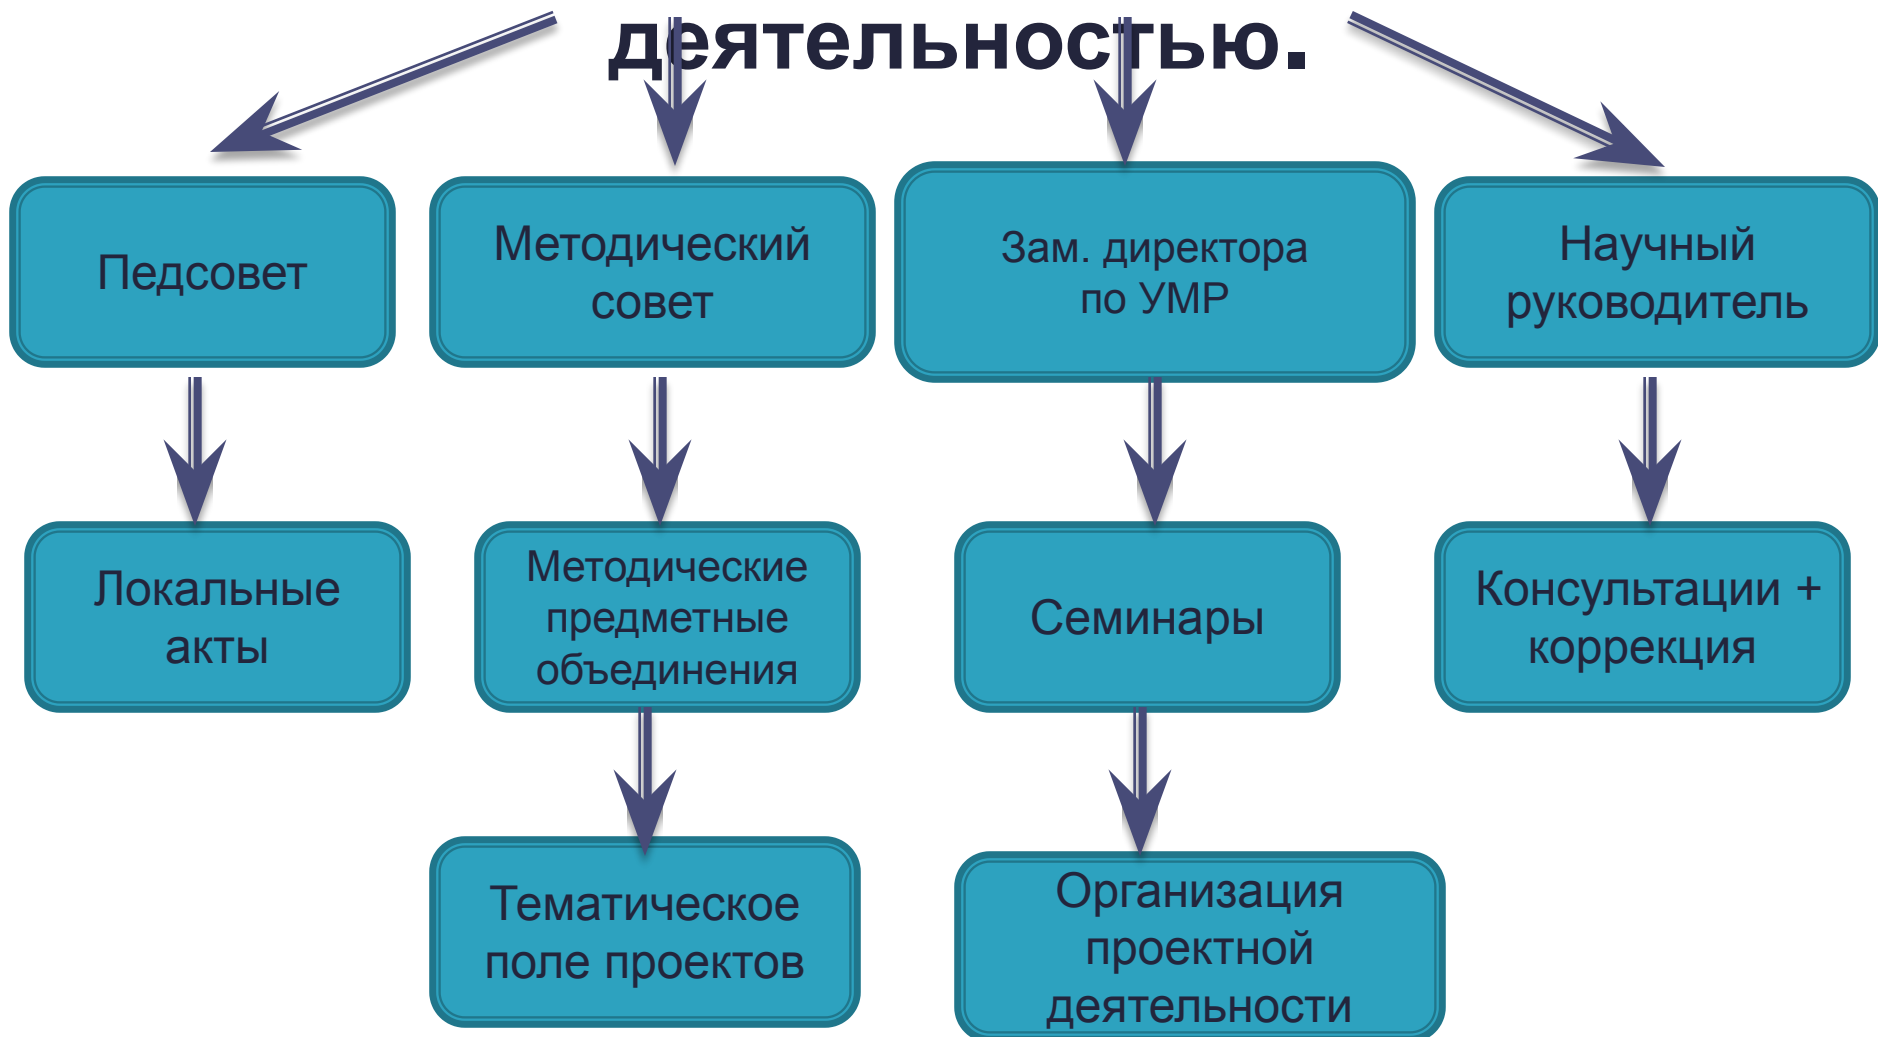 деятельностью.
Педсовет
Методический
совет
Зам. директора
по УМР
Научный
руководитель
Локальные
акты
Методические
предметные
объединения
Семинары
Консультации +
коррекция
Тематическое
поле проектов
Организация
проектной
деятельности